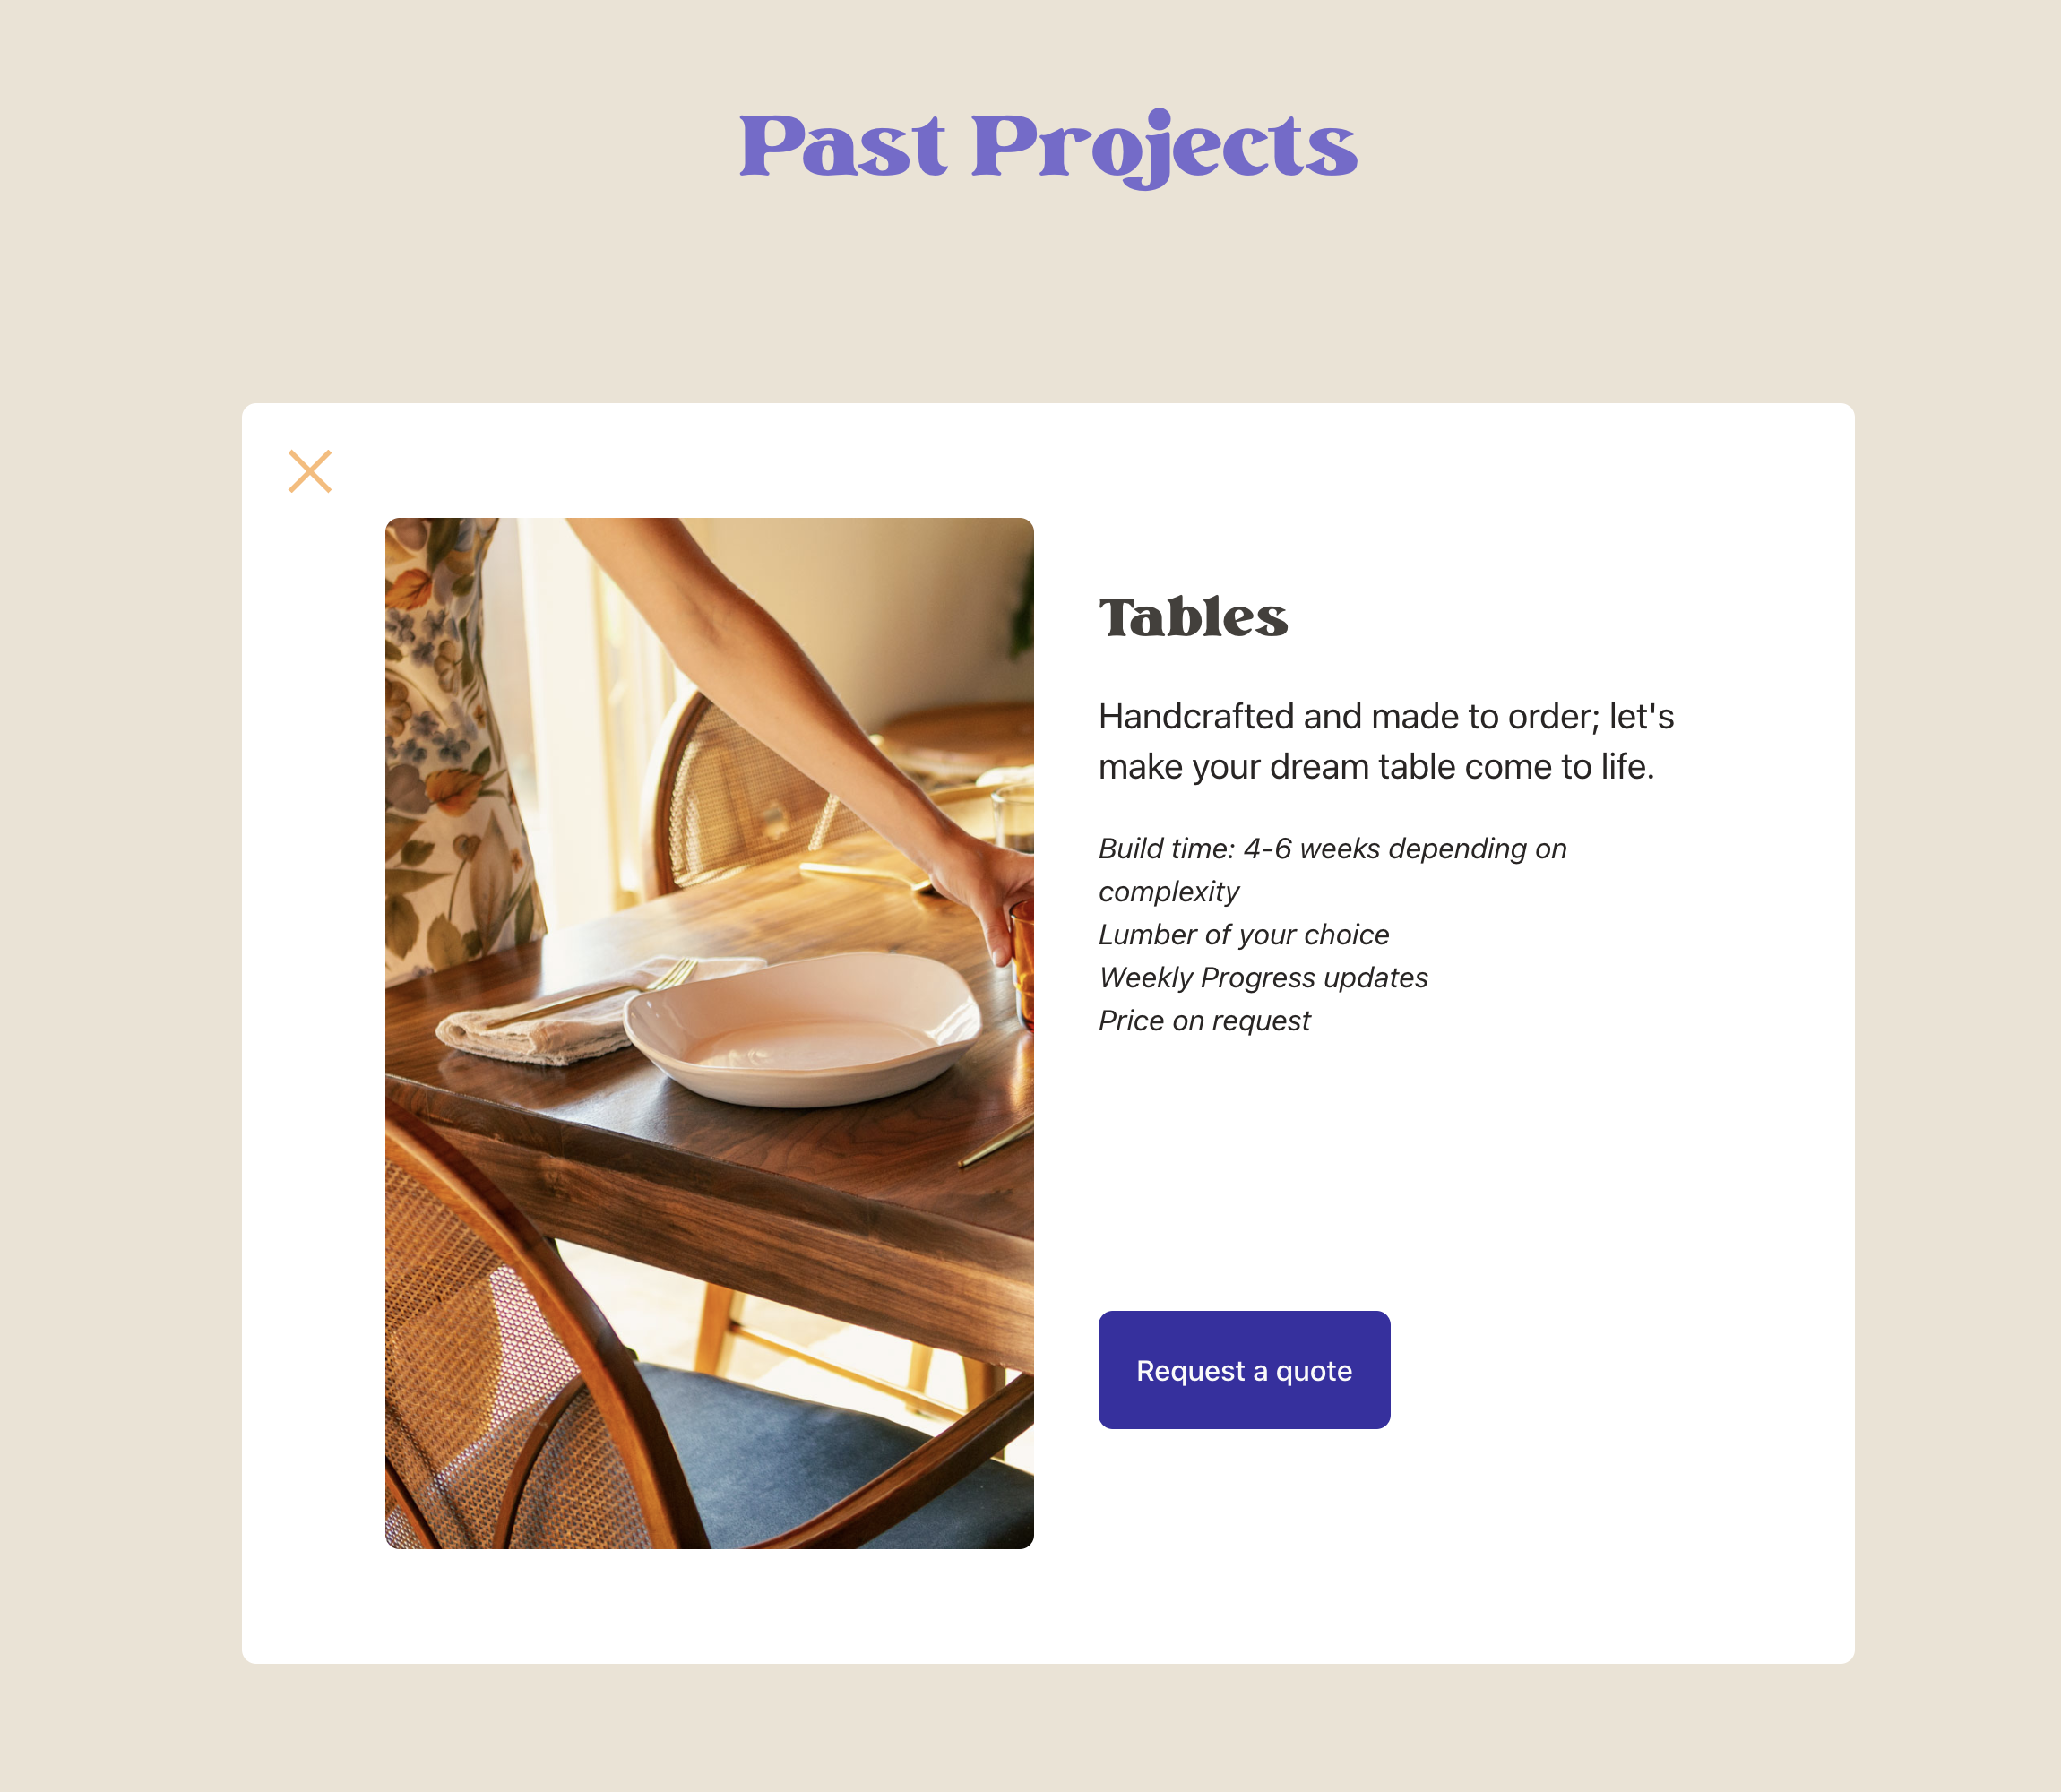 Past Projects
Tables
Handcrafted and made to order; let's
make your dream table come to life.
Build time: 4-6 weeks depending on
complexity
Lumber of your choice
Weekly Progress updates
Price on request
Request a quote